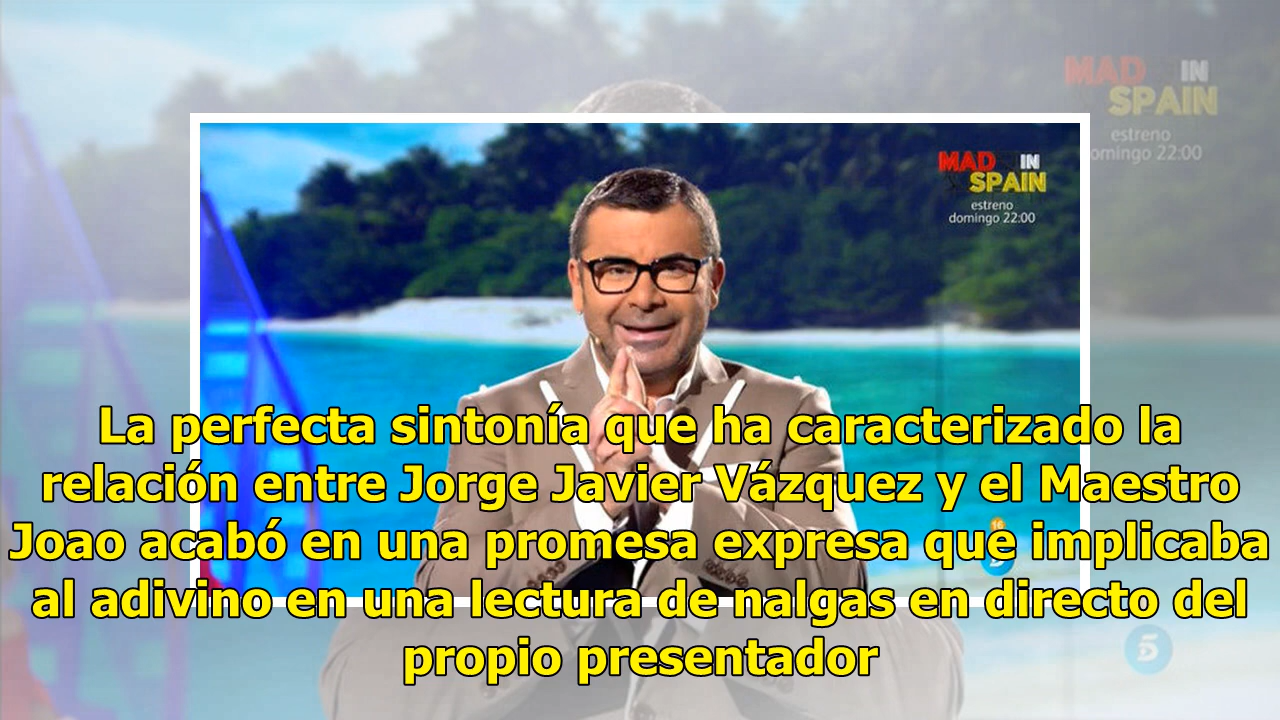 MAD IN
SPAIN
estreno
domingo 22:00
MAD IN
SPAIN
estreno
domingo 22:00
La perfecta sintonía que ha caracterizado la
relación entre Jorge Javier Vázquez y el Maestro
Joao acabó en una promesa expresa que implicaba
al adivino en una lectura de nalgas en directo del
propio presentador